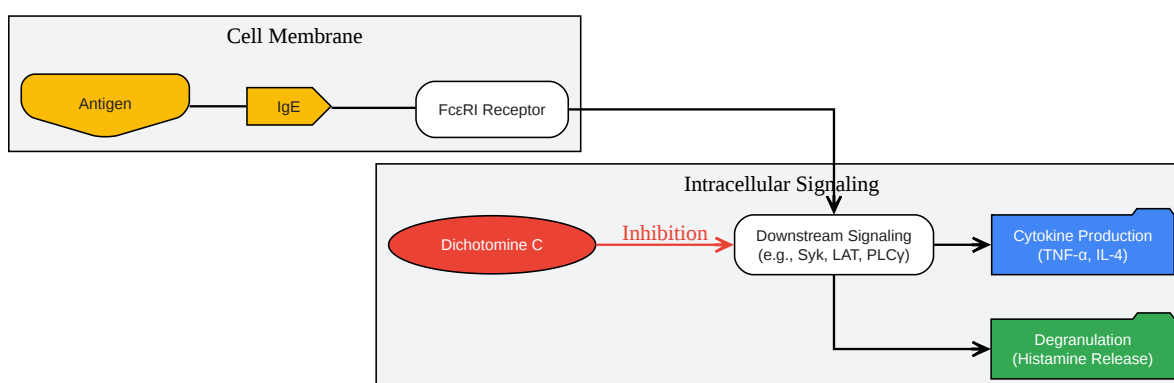 Cell Membrane
Antigen
IgE
FcεRI Receptor
Intracellular Signaling
Dichotomine C
Inhibition
Downstream Signaling
(e.g., Syk, LAT, PLCγ)
Cytokine Production
(TNF-α, IL-4)
Degranulation
(Histamine Release)